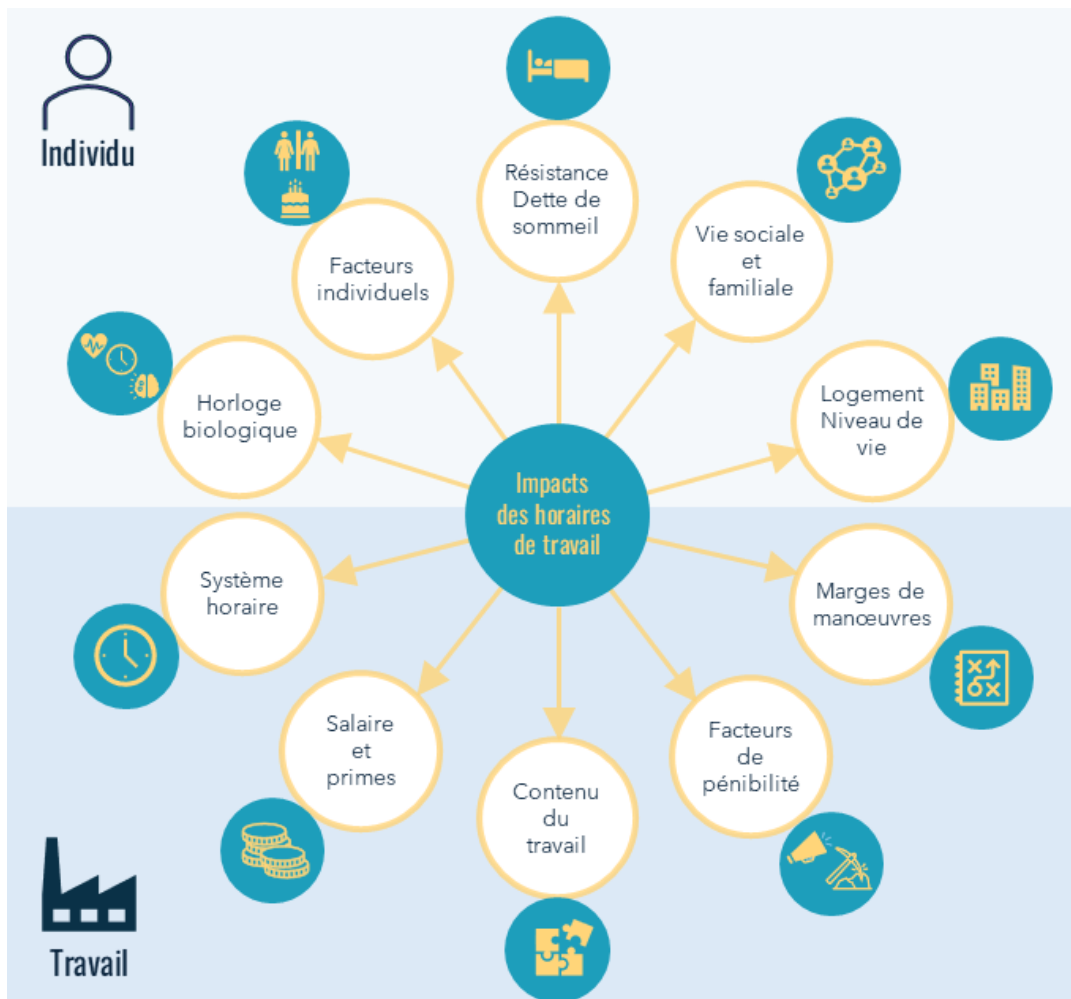 Individu
Résistance
Dette de
sommeil
Vie sociale
et
familiale
Facteurs
individuels
Logement
Niveau de
vie
Horloge
biologique
Impacts
des horaires
de travail
Système
horaire
Marges de
manœuvres
Salaire
et
primes
Facteurs
de
pénibilité
Contenu
du
travail
Travail